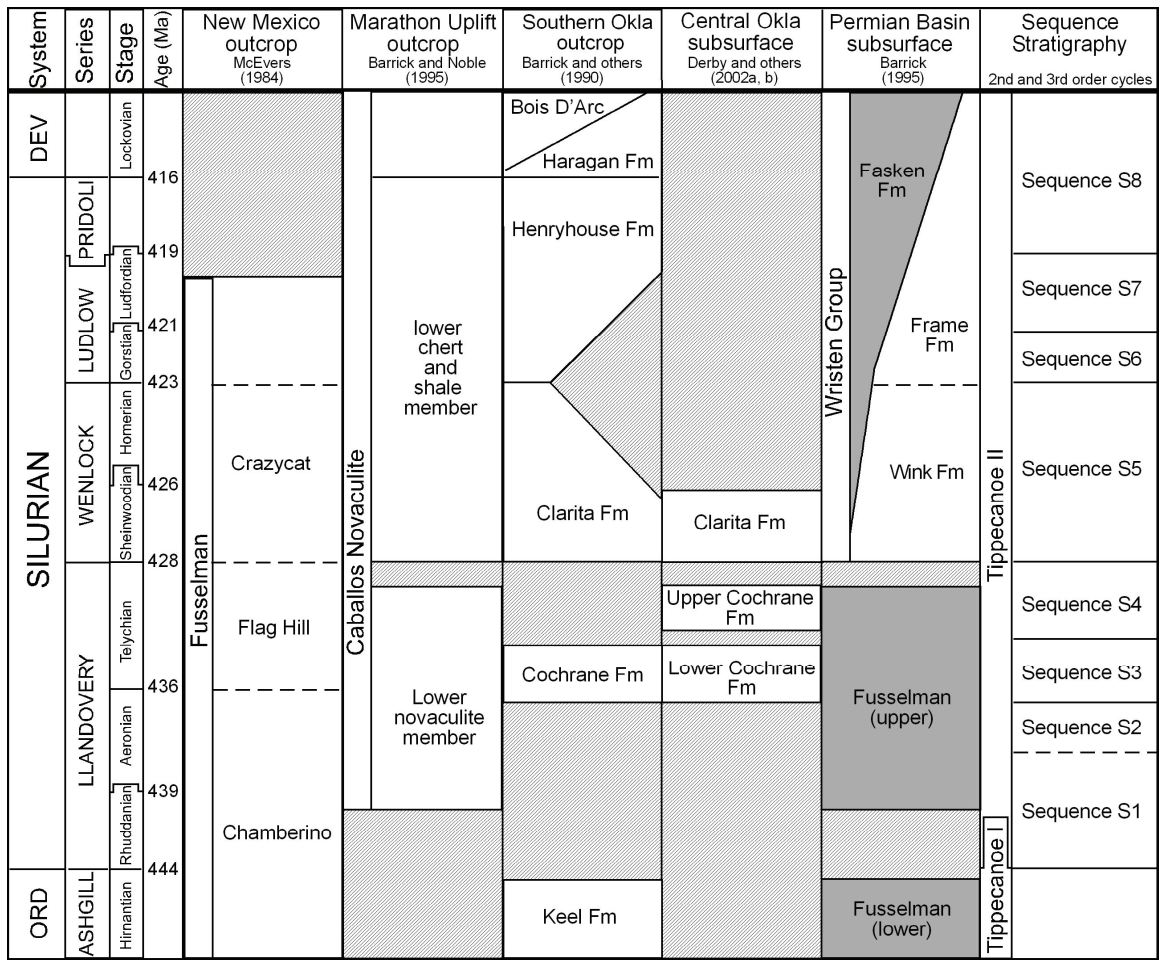 System
Series
Stage
Age (Ma)
New Mexico
outcrop
McEvers
(1984)
Marathon Uplift
outcrop
Barrick and Noble
(1995)
Southern Okla
outcrop
Barrick and others
(1990)
Central Okla
subsurface
Derby and others
(2002a, b)
Permian Basin
subsurface
Barrick
(1995)
Sequence
Stratigraphy
2nd and 3rd order cycles
DEV
SILURIAN
ORD
PRIDOLI
LUDLOW
WENLOCK
LLANDOVERY
ASHGILL
Lockovian
Ludfordian
Gorstian
Homerian
Sheinwoodian
Telychian
Aeronian
Rhuddanian
Hirnantian
416
419
421
423
426
428
436
439
444
Fusselman
Crazycat
Flag Hill
Chamberino
Caballos Novaculite
lower
chert
and
shale
member
Lower
novaculite
member
Bois D'Arc
Haragan Fm
Henryhouse Fm
Clarita Fm
Cochrane Fm
Keel Fm
Clarita Fm
Upper Cochrane
Fm
Lower Cochrane
Fm
Wristen Group
Fasken
Fm
Frame
Fm
Wink Fm
Fusselman
(upper)
Fusselman
(lower)
Tippecanoe II
Tippecanoe I
Sequence S8
Sequence S7
Sequence S6
Sequence S5
Sequence S4
Sequence S3
Sequence S2
Sequence S1